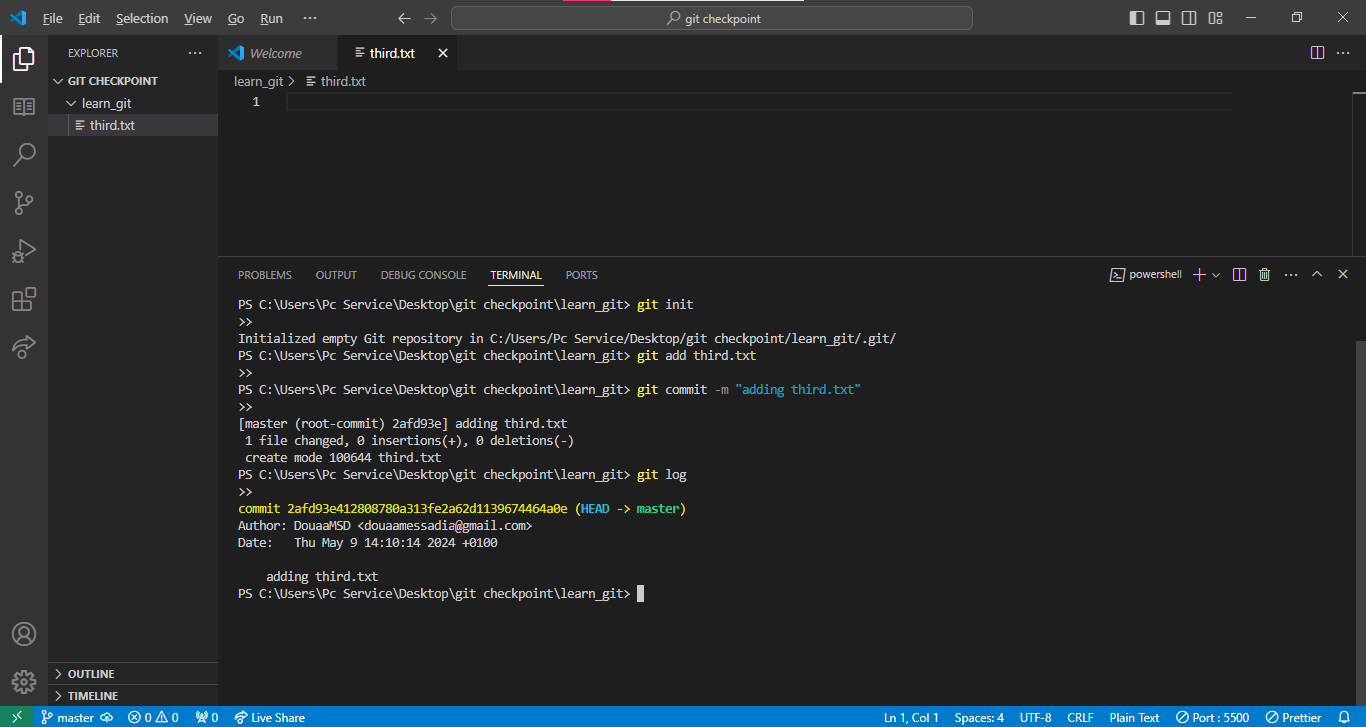 File Edit Selection View Go Run ··· git checkpoint
EXPLORER ···
GIT CHECKPOINT
learn_git
third.txt
Welcome third.txt
learn_git > third.txt
1
PROBLEMS OUTPUT DEBUG CONSOLE TERMINAL PORTS powershell
PS C:\Users\Pc Service\Desktop\git checkpoint\learn_git> git init
>>
Initialized empty Git repository in C:/Users/Pc Service/Desktop/git checkpoint/learn_git/.git/
PS C:\Users\Pc Service\Desktop\git checkpoint\learn_git> git add third.txt
>>
PS C:\Users\Pc Service\Desktop\git checkpoint\learn_git> git commit -m "adding third.txt"
>>
[master (root-commit) 2afd93e] adding third.txt
 1 file changed, 0 insertions(+), 0 deletions(-)
 create mode 100644 third.txt
PS C:\Users\Pc Service\Desktop\git checkpoint\learn_git> git log
>>
commit 2afd93e412808780a313fe2a62d1139674464a0e (HEAD -> master)
Author: DouaaMSD <douaamessadia@gmail.com>
Date:   Thu May 9 14:10:14 2024 +0100
    adding third.txt
PS C:\Users\Pc Service\Desktop\git checkpoint\learn_git>
OUTLINE
TIMELINE
master 0 0 0 Live Share Ln 1, Col 1 Spaces: 4 UTF-8 CRLF Plain Text Port : 5500 Prettier